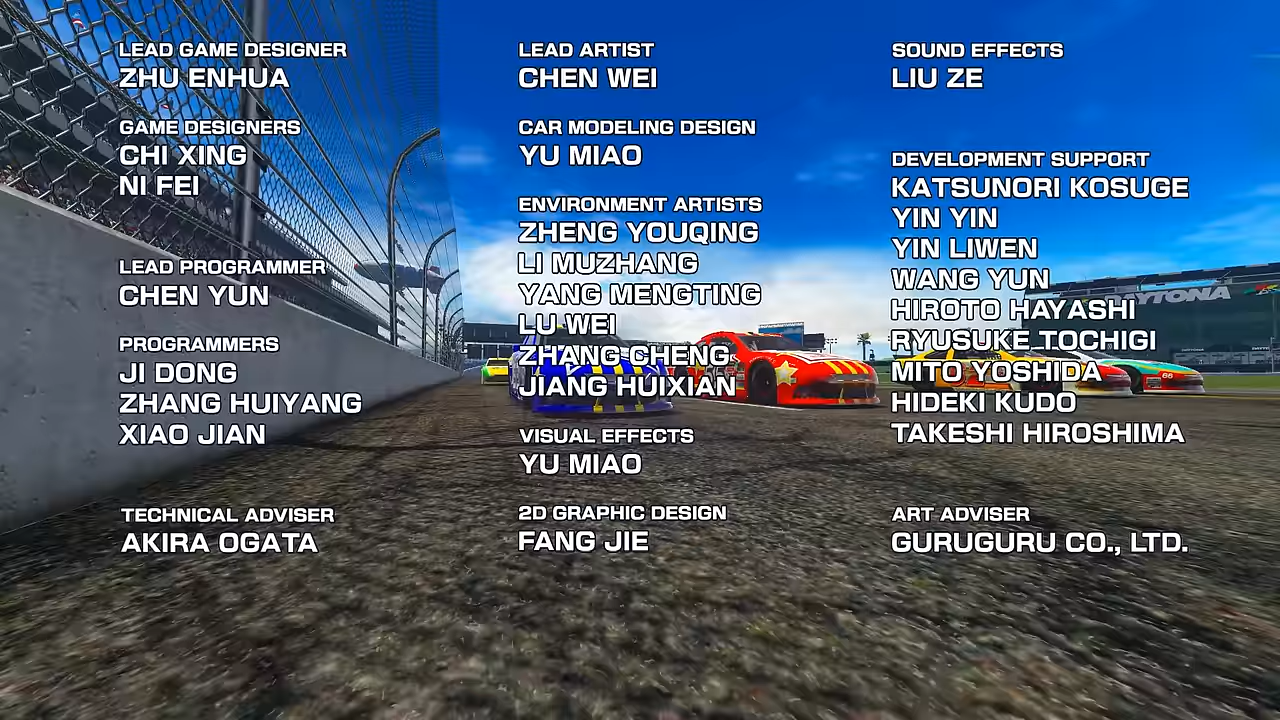 LEAD GAME DESIGNER
ZHU ENHUA
GAME DESIGNERS
CHI XING
NI FEI
LEAD PROGRAMMER
CHEN YUN
PROGRAMMERS
JI DONG
ZHANG HUIYANG
XIAO JIAN
TECHNICAL ADVISER
AKIRA OGATA
LEAD ARTIST
CHEN WEI
CAR MODELING DESIGN
YU MIAO
ENVIRONMENT ARTISTS
ZHENG YOUQING
LI MUZHANG
YANG MENGTING
LU WEI
ZHANG CHENG
JIANG HUIXIAN
VISUAL EFFECTS
YU MIAO
2D GRAPHIC DESIGN
FANG JIE
SOUND EFFECTS
LIU ZE
DEVELOPMENT SUPPORT
KATSUNORI KOSUGE
YIN YIN
YIN LIWEN
WANG YUN
HIROTO HAYASHI
RYUSUKE TOCHIGI
MITO YOSHIDA
HIDEKI KUDO
TAKESHI HIROSHIMA
ART ADVISER
GURUGURU CO., LTD.
YTONA
66